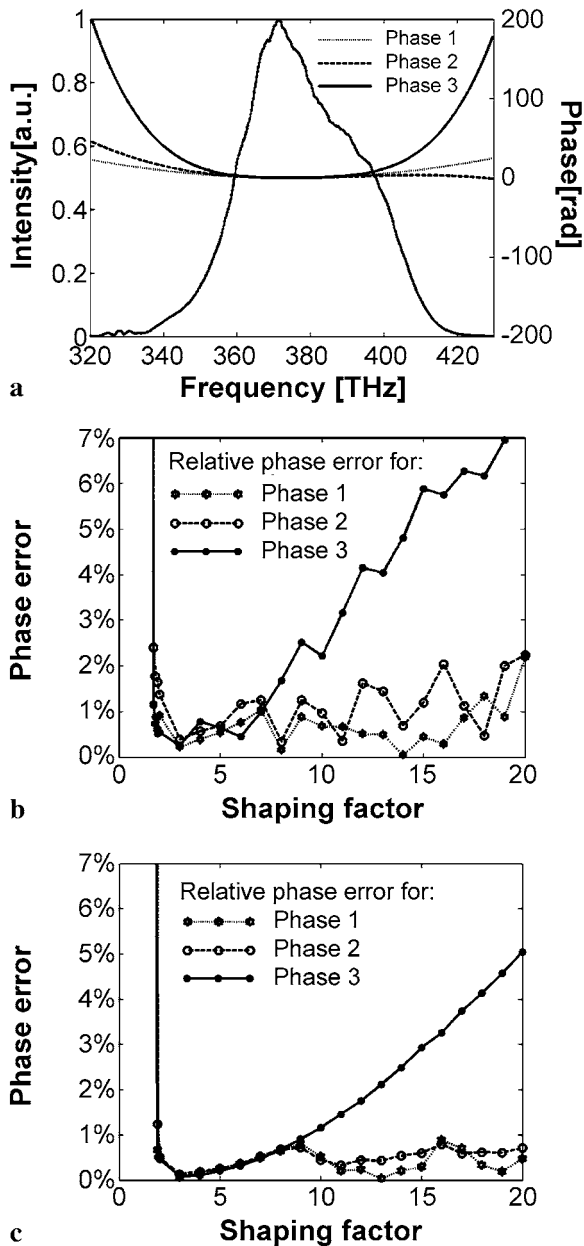 1
0.8
0.6
0.4
0.2
0
Intensity[a.u.]
Phase 1
Phase 2
Phase 3
200
100
0
-100
-200
Phase[rad]
320 340 360 380 400 420
Frequency [THz]
a
7%
6%
5%
4%
3%
2%
1%
0%
Phase error
Relative phase error for:
Phase 1
Phase 2
Phase 3
0 5 10 15 20
Shaping factor
b
7%
6%
5%
4%
3%
2%
1%
0%
Phase error
Relative phase error for:
Phase 1
Phase 2
Phase 3
0 5 10 15 20
Shaping factor
c